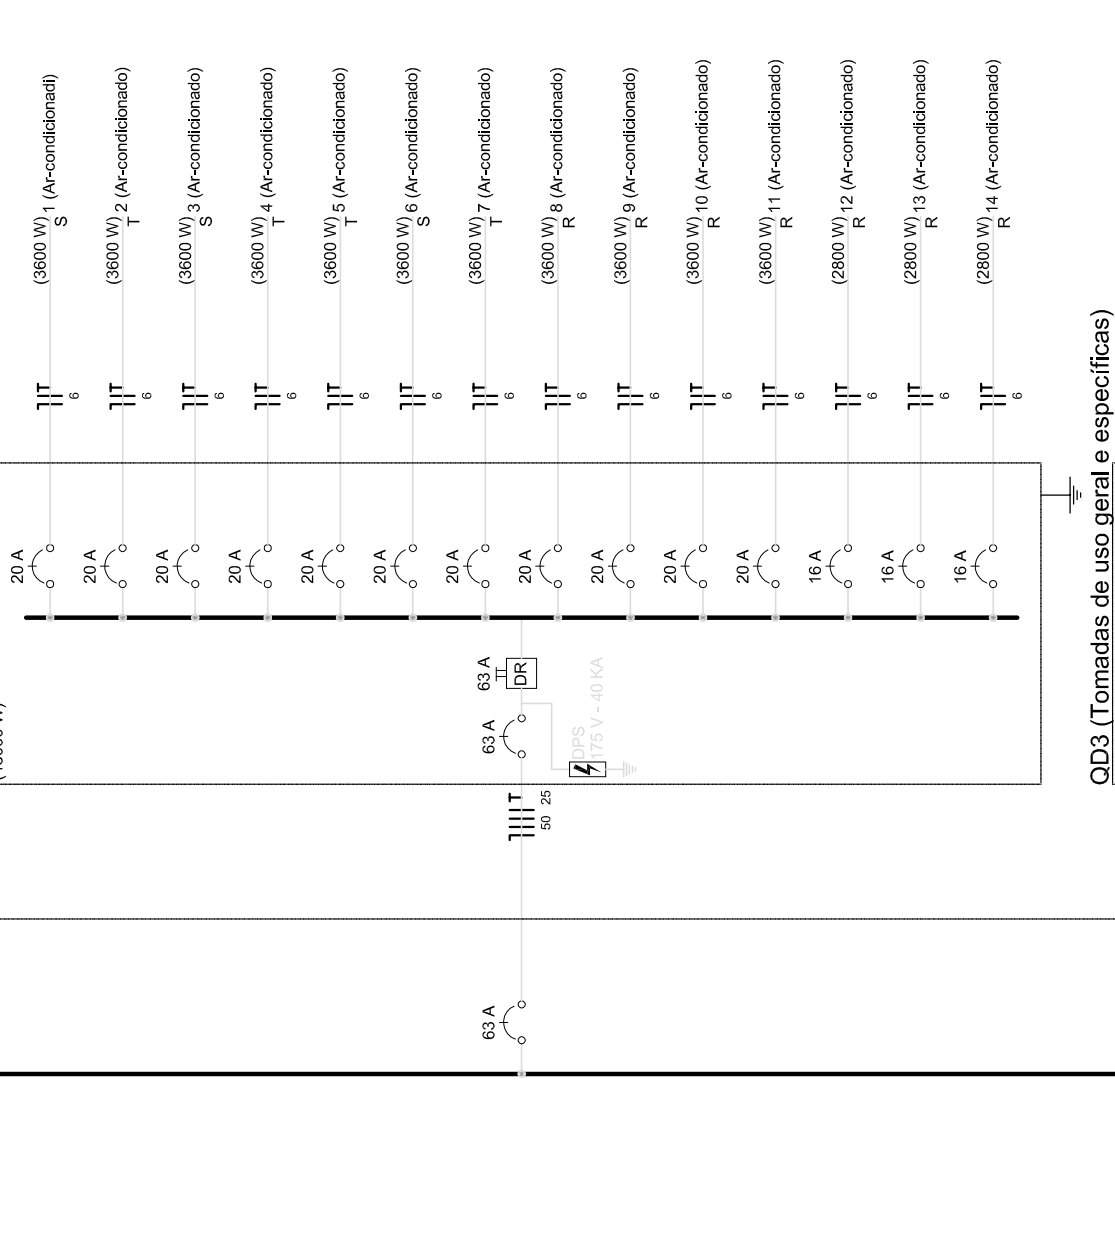 (3600 W) 1 (Ar-condicionadi)
S
(3600 W) 2 (Ar-condicionado)
T
(3600 W) 3 (Ar-condicionado)
S
(3600 W) 4 (Ar-condicionado)
T
(3600 W) 5 (Ar-condicionado)
T
(3600 W) 6 (Ar-condicionado)
S
(3600 W) 7 (Ar-condicionado)
T
(3600 W) 8 (Ar-condicionado)
R
(3600 W) 9 (Ar-condicionado)
R
(3600 W) 10 (Ar-condicionado)
R
(3600 W) 11 (Ar-condicionado)
R
(2800 W) 12 (Ar-condicionado)
R
(2800 W) 13 (Ar-condicionado)
R
(2800 W) 14 (Ar-condicionado)
R
6
6
6
6
6
6
6
6
6
6
6
6
6
6
20 A
20 A
20 A
20 A
20 A
20 A
20 A
20 A
20 A
20 A
20 A
16 A
16 A
16 A
63 A
DR
63 A
DPS
175 V - 40 KA
50 25
63 A
QD3 (Tomadas de uso geral e específicas)